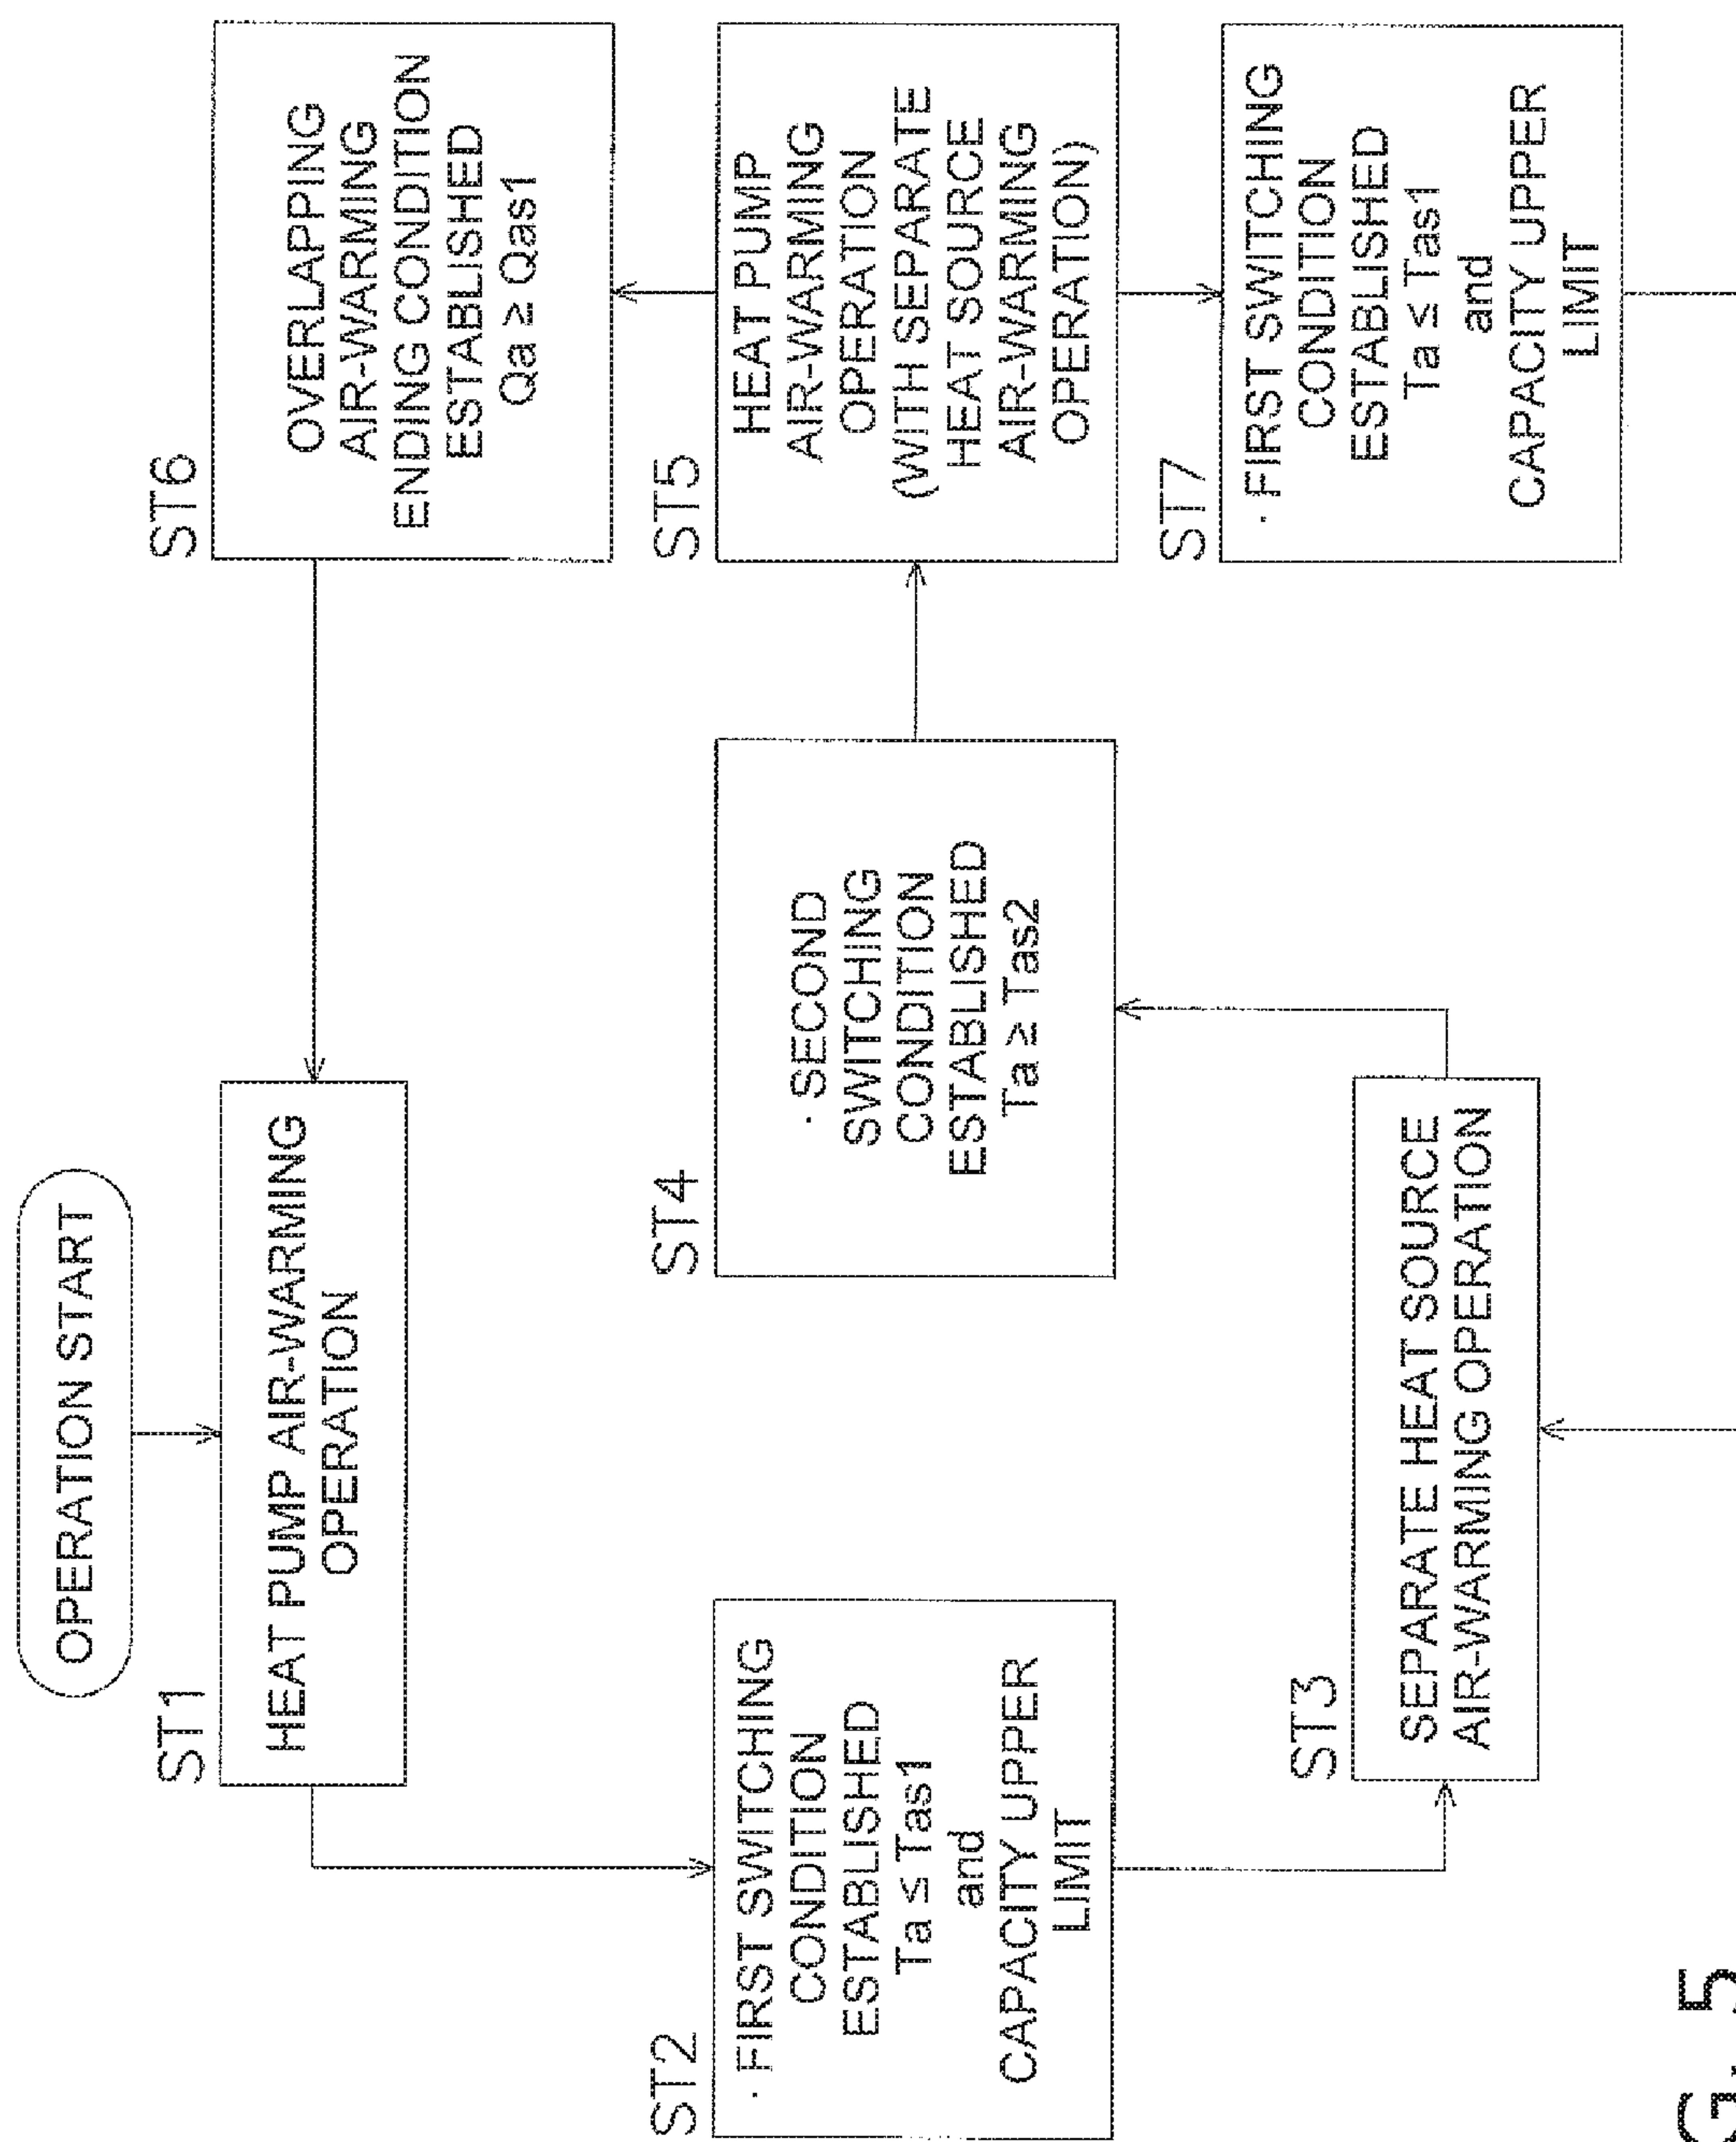 OPERATION START
ST1
HEAT PUMP AIR-WARMING
OPERATION
ST2
· FIRST SWITCHING
CONDITION
ESTABLISHED
Ta ≤ Tas1
and
CAPACITY UPPER
LIMIT
ST3
SEPARATE HEAT SOURCE
AIR-WARMING OPERATION
ST4
· SECOND
SWITCHING
CONDITION
ESTABLISHED
Ta ≥ Tas2
ST5
HEAT PUMP
AIR-WARMING
OPERATION
(WITH SEPARATE
HEAT SOURCE
AIR-WARMING
OPERATION)
ST6
OVERLAPPING
AIR-WARMING
ENDING CONDITION
ESTABLISHED
Qa ≥ Qas1
ST7
· FIRST SWITCHING
CONDITION
ESTABLISHED
Ta ≤ Tas1
and
CAPACITY UPPER
LIMIT
G. 5